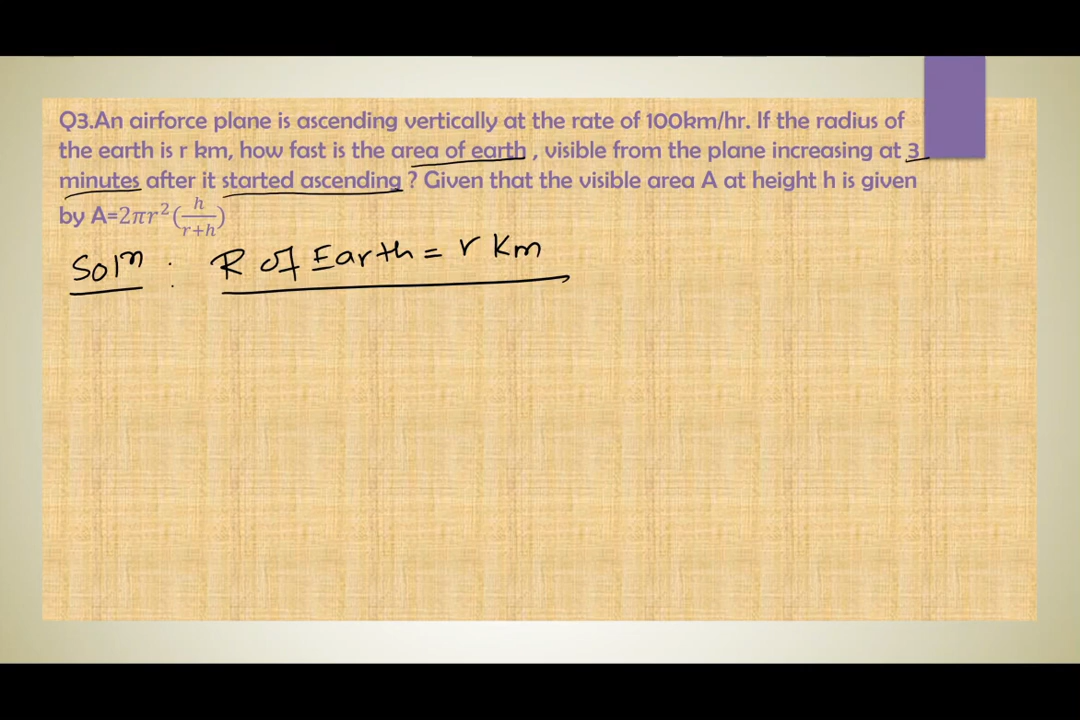 Q3.An airforce plane is ascending vertically at the rate of 100km/hr. If the radius of
the earth is r km, how fast is the area of earth , visible from the plane increasing at 3
minutes after it started ascending ? Given that the visible area A at height h is given
by A=2πr²(h/r+h)
Solⁿ : R of Earth = r Km